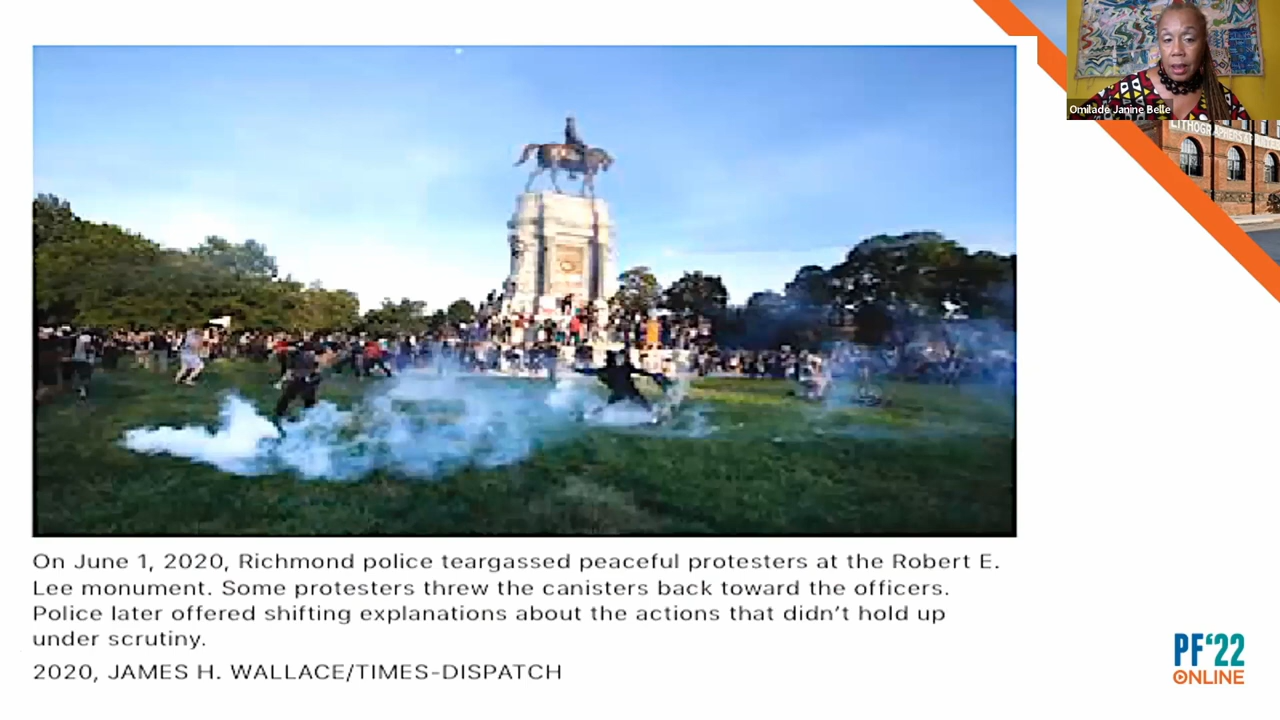 Omilade Janine Belle
LITHOGRAPHERS
On June 1, 2020, Richmond police teargassed peaceful protesters at the Robert E.
Lee monument. Some protesters threw the canisters back toward the officers.
Police later offered shifting explanations about the actions that didn’t hold up
under scrutiny.
2020, JAMES H. WALLACE/TIMES-DISPATCH
PF‘22
ONLINE